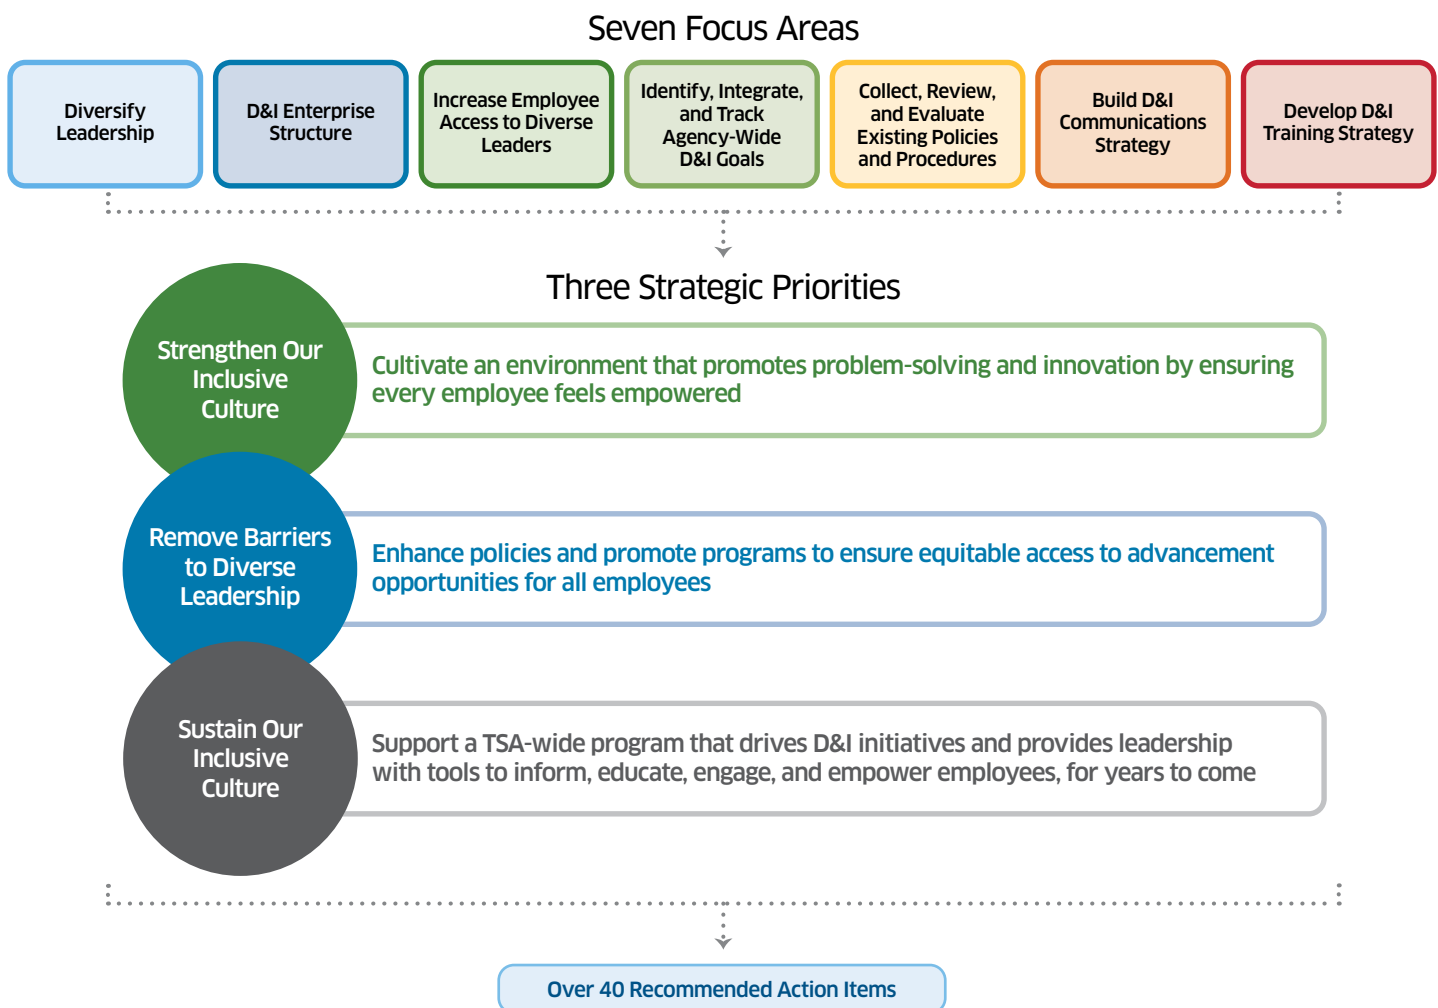 Seven Focus Areas
Diversify
Leadership
D&I Enterprise
Structure
Increase Employee
Access to Diverse
Leaders
Identify, Integrate,
and Track
Agency-Wide
D&I Goals
Collect, Review,
and Evaluate
Existing Policies
and Procedures
Build D&I
Communications
Strategy
Develop D&I
Training Strategy
Three Strategic Priorities
Strengthen Our
Inclusive
Culture
Cultivate an environment that promotes problem-solving and innovation by ensuring
every employee feels empowered
Remove Barriers
to Diverse
Leadership
Enhance policies and promote programs to ensure equitable access to advancement
opportunities for all employees
Sustain Our
Inclusive
Culture
Support a TSA-wide program that drives D&I initiatives and provides leadership
with tools to inform, educate, engage, and empower employees, for years to come
Over 40 Recommended Action Items